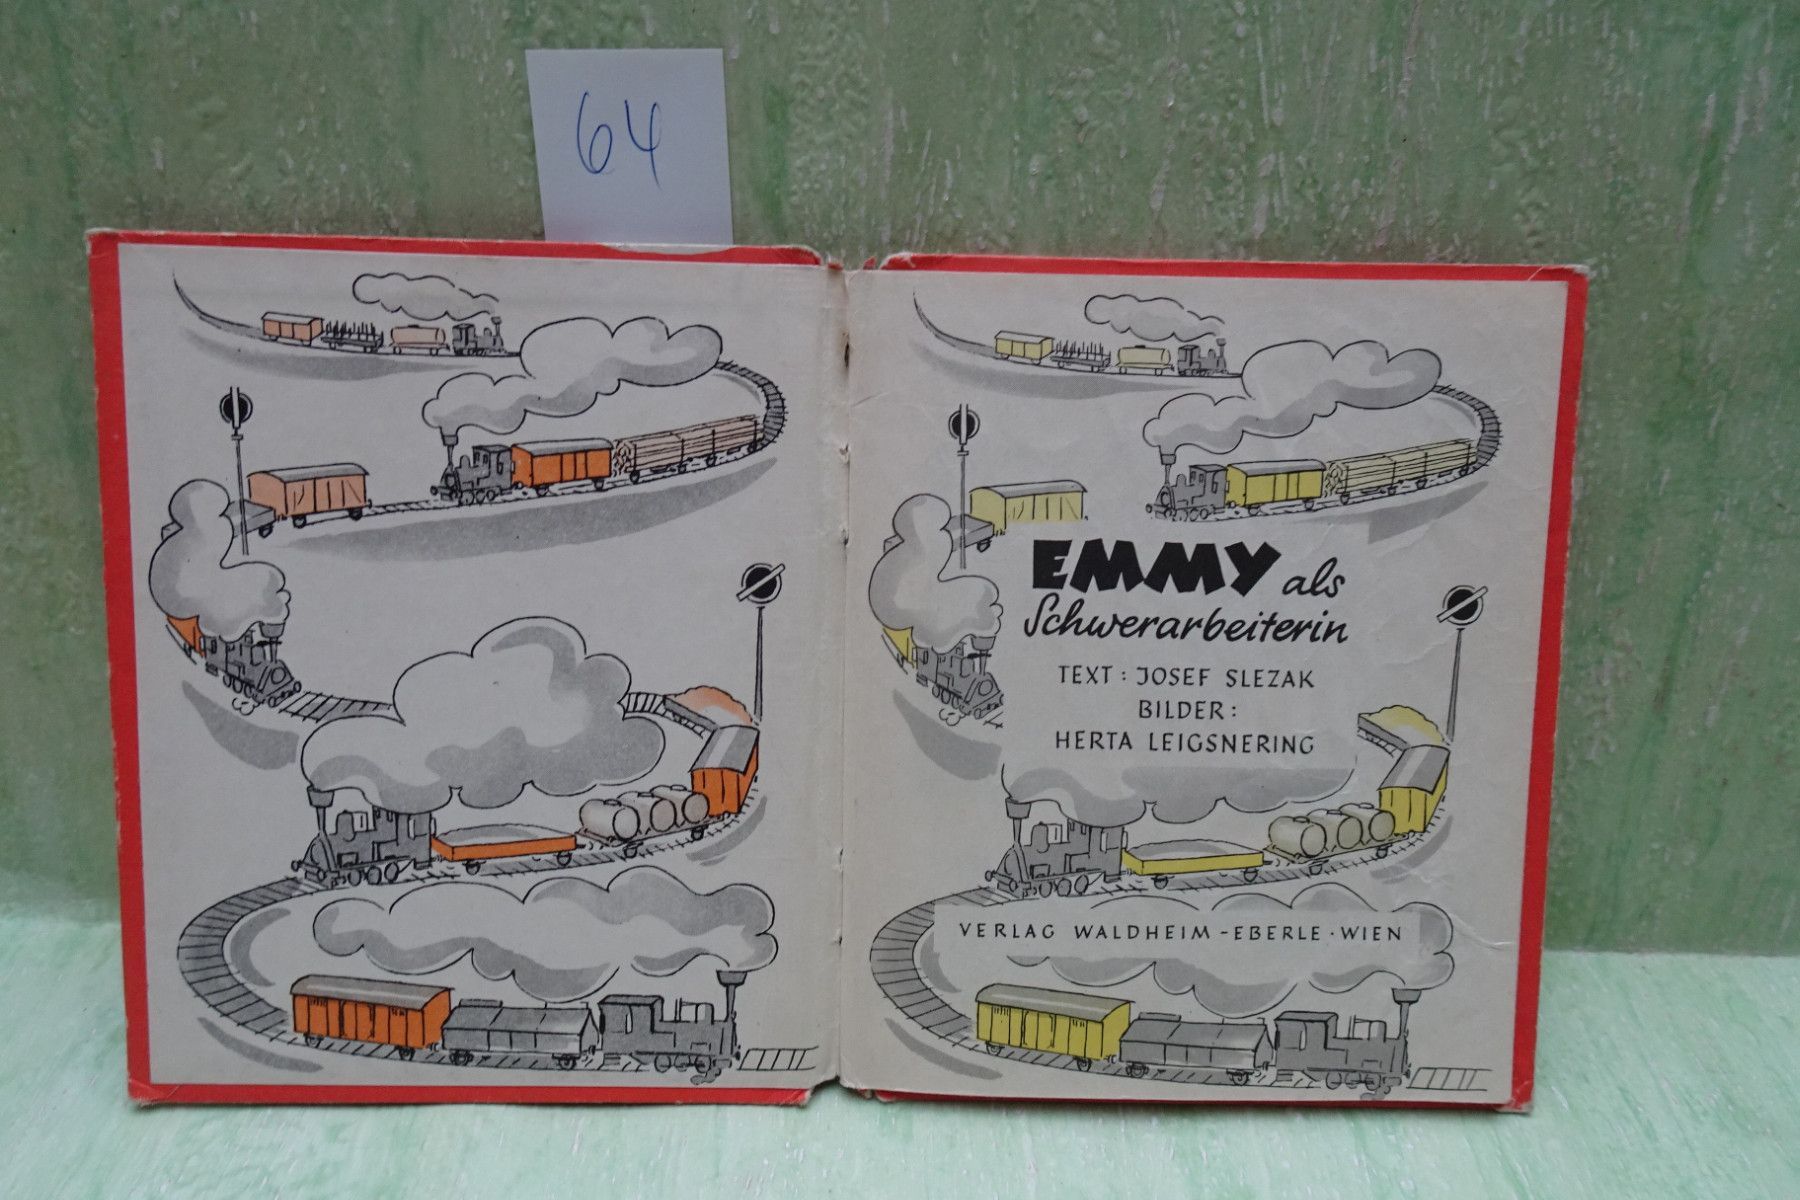 64
EMMY als
Schwerarbeiterin
TEXT: JOSEF SLEZAK
BILDER:
HERTA LEIGSNERING
VERLAG WALDHEIM-EBERLE · WIEN